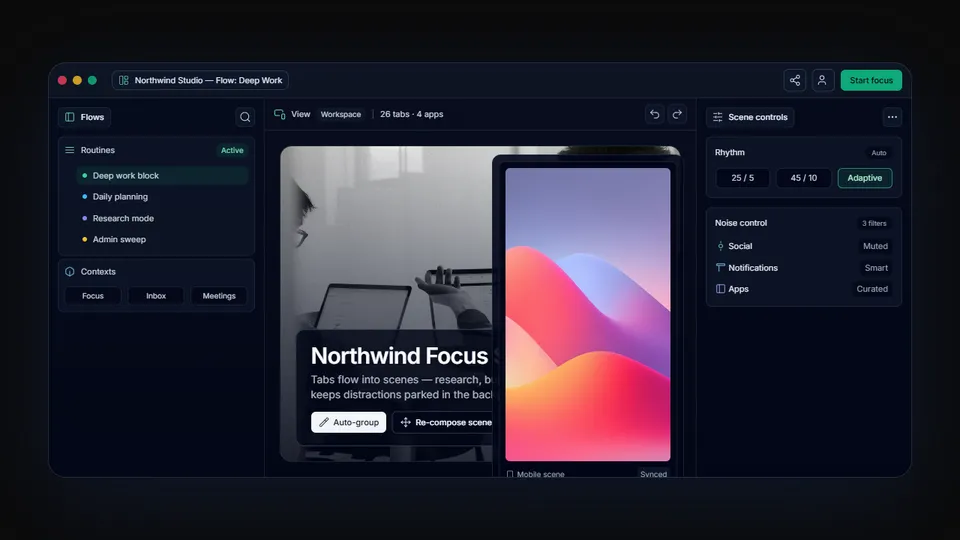 Northwind Studio — Flow: Deep Work
Start focus
Flows
Routines
Active
Deep work block
Daily planning
Research mode
Admin sweep
Contexts
Focus
Inbox
Meetings
View
Workspace
26 tabs · 4 apps
Northwind Focus
Tabs flow into scenes — research,
keeps distractions parked in the
Auto-group
Re-compose scene
Mobile scene
Synced
Scene controls
Rhythm
Auto
25 / 5
45 / 10
Adaptive
Noise control
3 filters
Social
Muted
Notifications
Smart
Apps
Curated